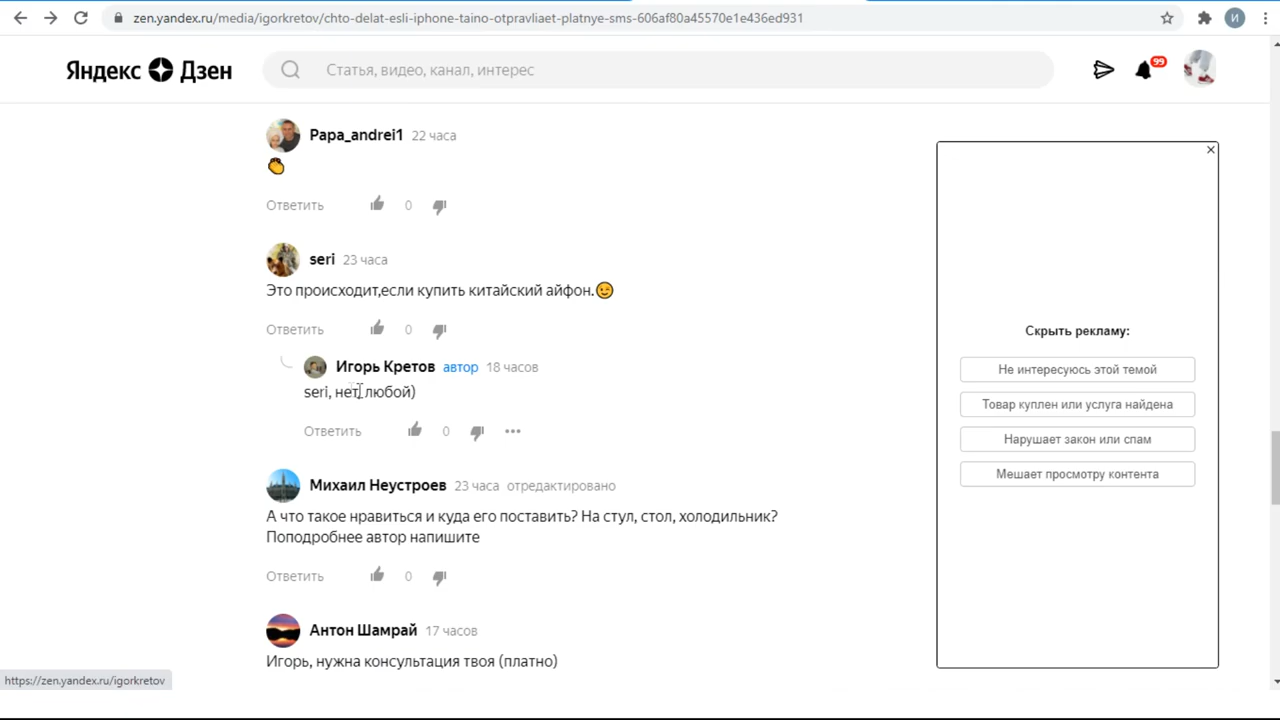 zen.yandex.ru/media/igorkretov/chto-delat-esli-iphone-taino-otpravliaet-platnye-sms-606af80a45570e1e436ed931
И
Яндекс Дзен
Статья, видео, канал, интерес
99
Papa_andrei1 22 часа
Ответить 0
seri 23 часа
Это происходит,если купить китайский айфон.😉
Ответить 0
Игорь Кретов автор 18 часов
seri, нет, любой)
Ответить 0
Михаил Неустроев 23 часа отредактировано
А что такое нравиться и куда его поставить? На стул, стол, холодильник?
Поподробнее автор напишите
Ответить 0
Антон Шамрай 17 часов
Игорь, нужна консультация твоя (платно)
Скрыть рекламу:
Не интересуюсь этой темой
Товар куплен или услуга найдена
Нарушает закон или спам
Мешает просмотру контента
https://zen.yandex.ru/igorkretov